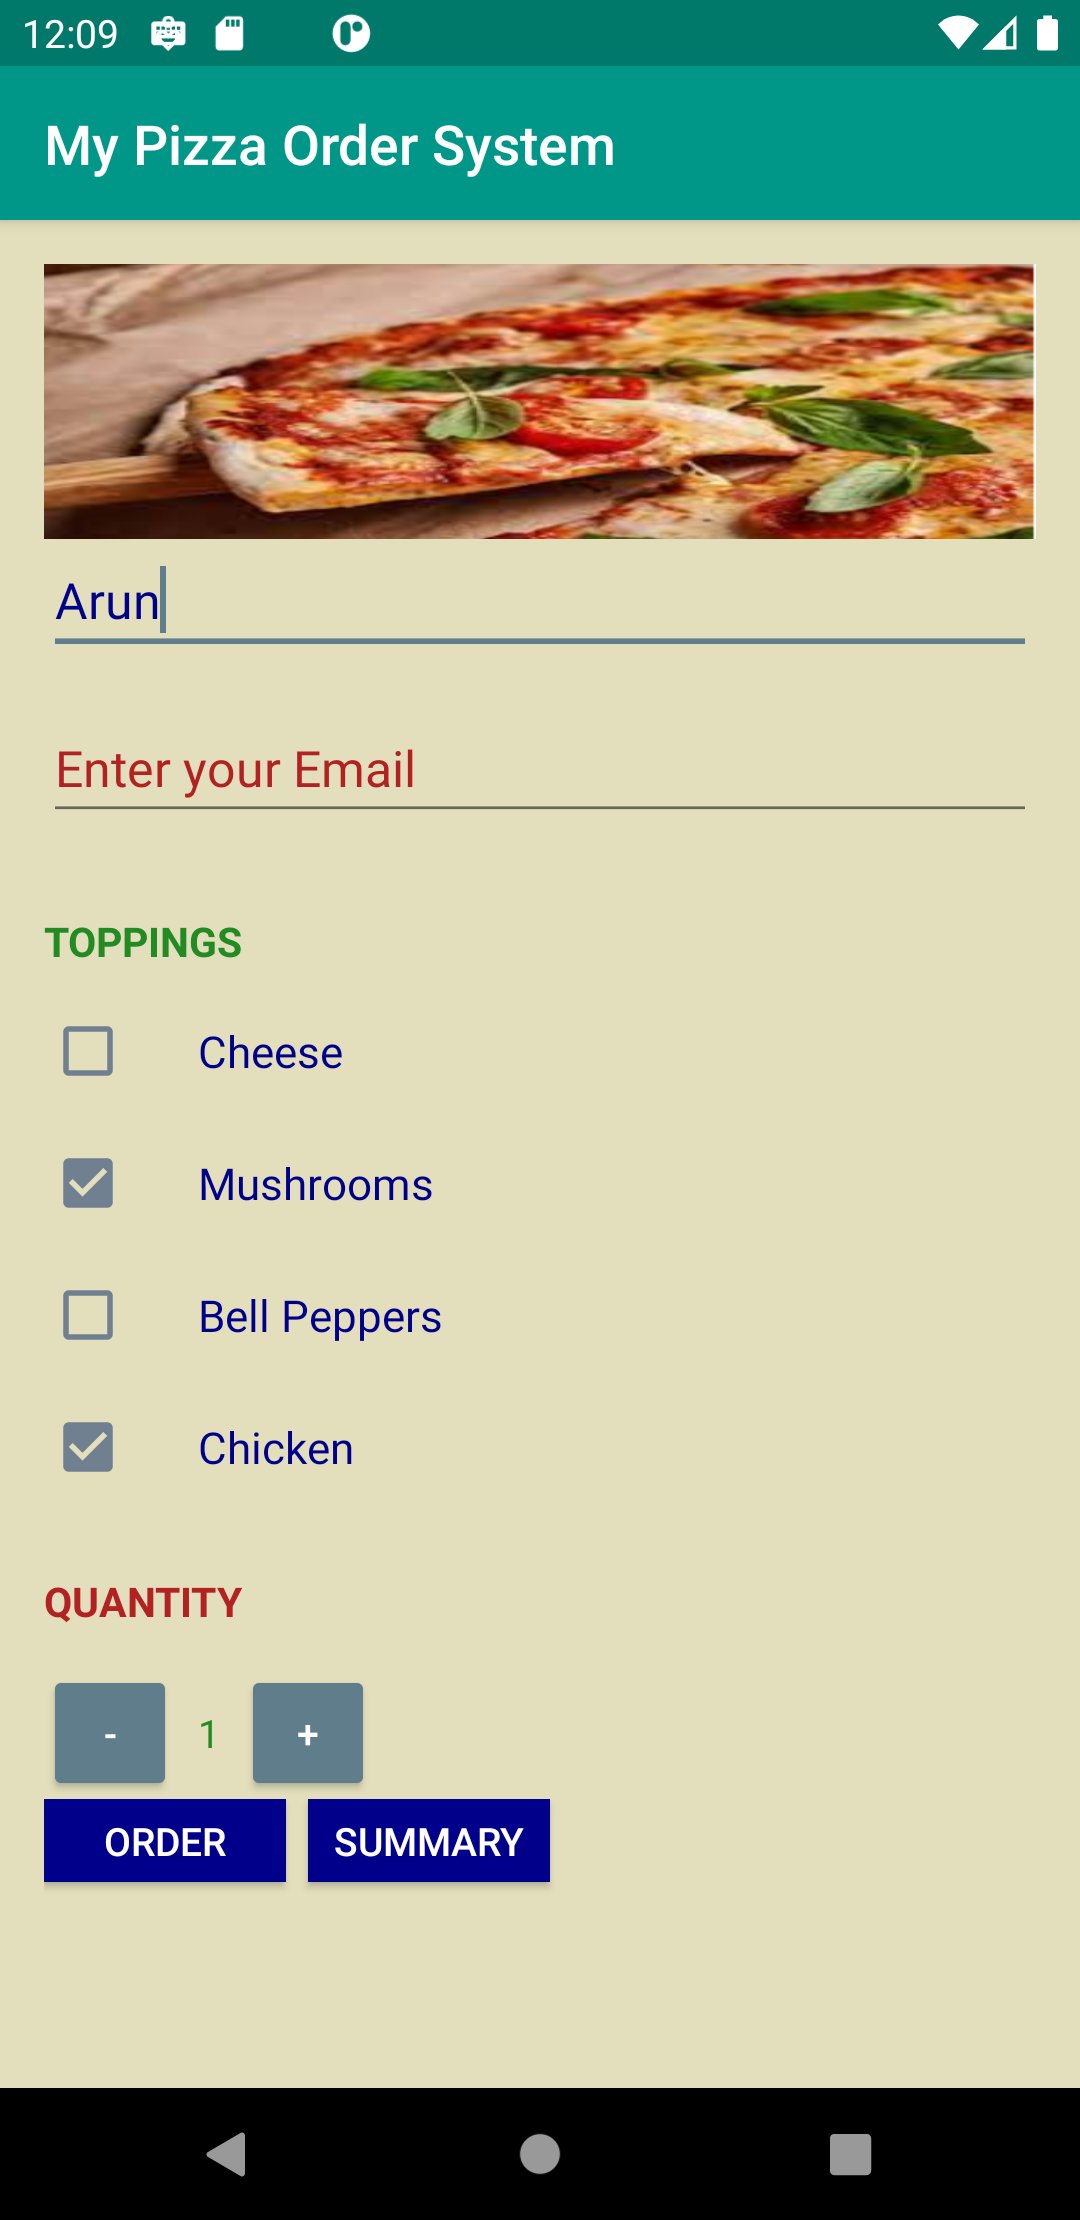 12:09
My Pizza Order System
Arun
Enter your Email
TOPPINGS
Cheese
Mushrooms
Bell Peppers
Chicken
QUANTITY
- 1 +
ORDER SUMMARY